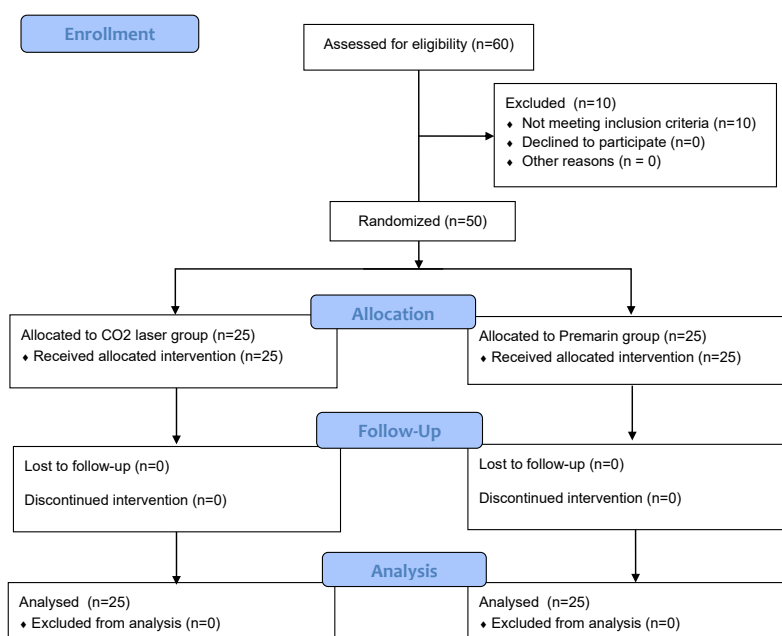 Enrollment
Assessed for eligibility (n=60)
Excluded (n=10)
♦ Not meeting inclusion criteria (n=10)
♦ Declined to participate (n=0)
♦ Other reasons (n = 0)
Randomized (n=50)
Allocation
Allocated to CO2 laser group (n=25)
♦ Received allocated intervention (n=25)
Allocated to Premarin group (n=25)
♦ Received allocated intervention (n=25)
Follow-Up
Lost to follow-up (n=0)
Discontinued intervention (n=0)
Lost to follow-up (n=0)
Discontinued intervention (n=0)
Analysis
Analysed (n=25)
♦ Excluded from analysis (n=0)
Analysed (n=25)
♦ Excluded from analysis (n=0)